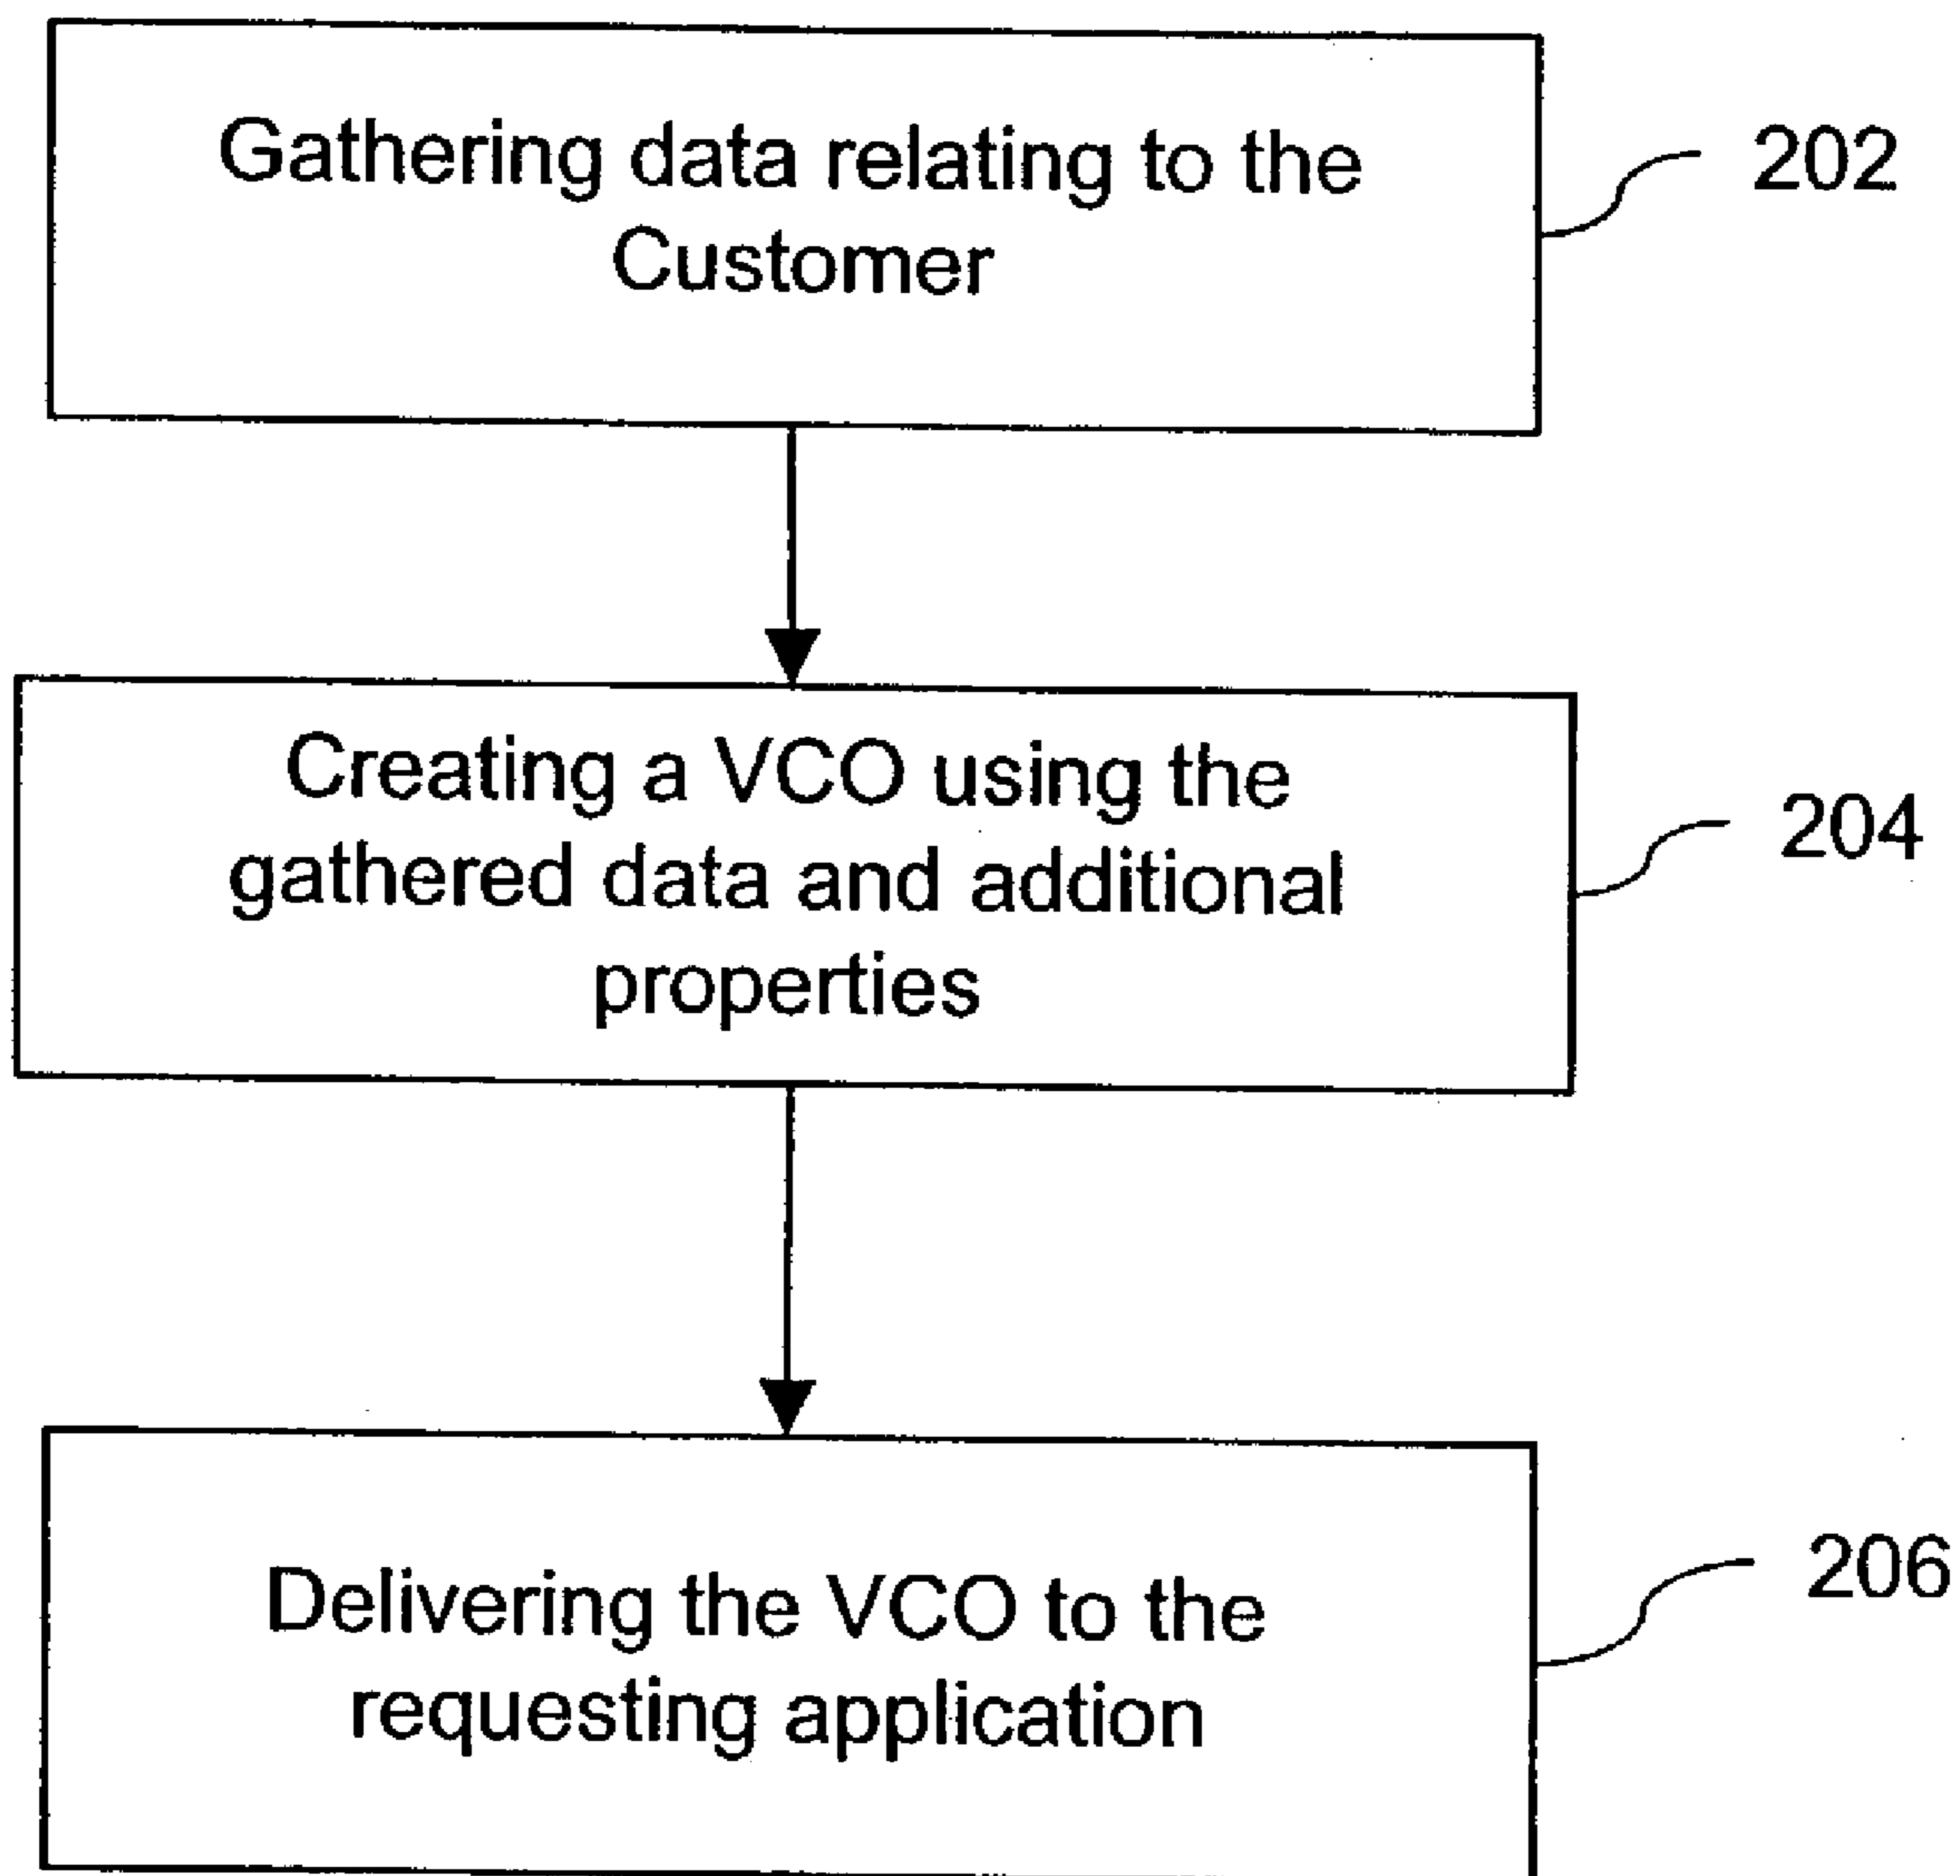 Gathering data relating to the
Customer
202
Creating a VCO using the
gathered data and additional
properties
204
Delivering the VCO to the
requesting application
206